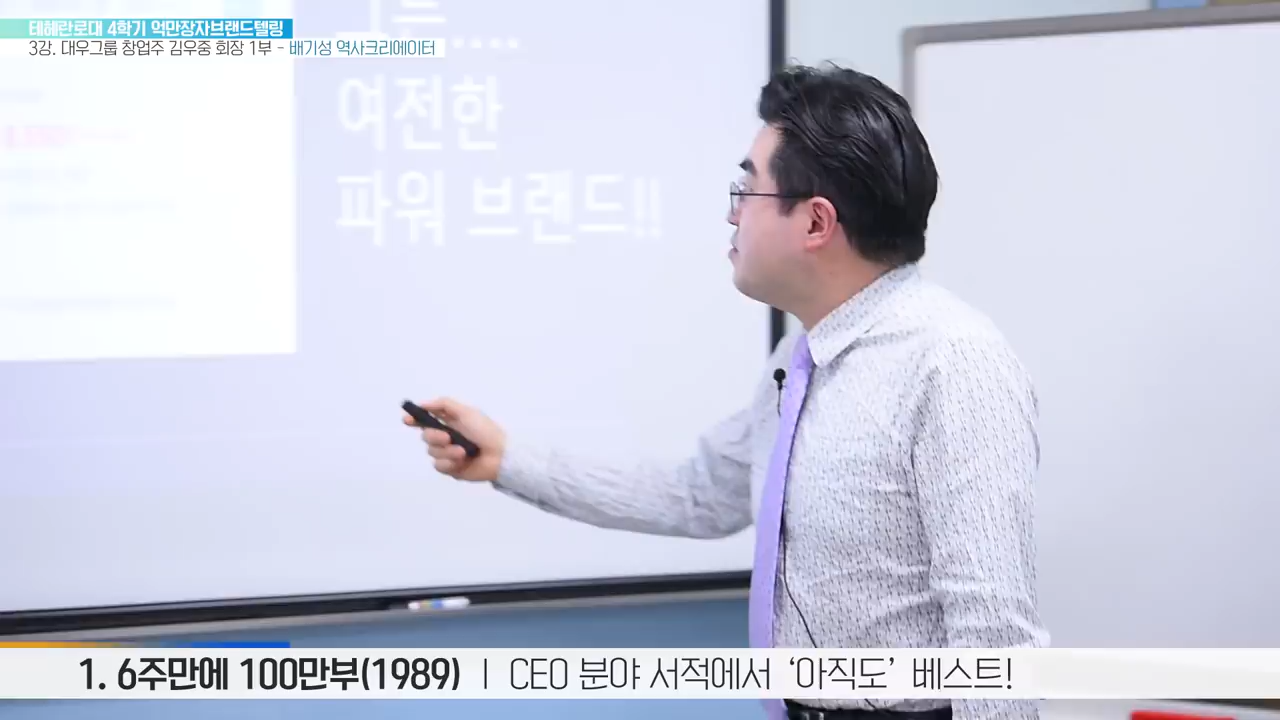 테헤란로대 4학기 억만장자브랜드텔링
3강. 대우그룹 창업주 김우중 회장 1부 - 배기성 역사크리에이터
여전한
파워 브랜드!!
1. 6주만에 100만부(1989) | CEO 분야 서적에서 ‘아직도’ 베스트!